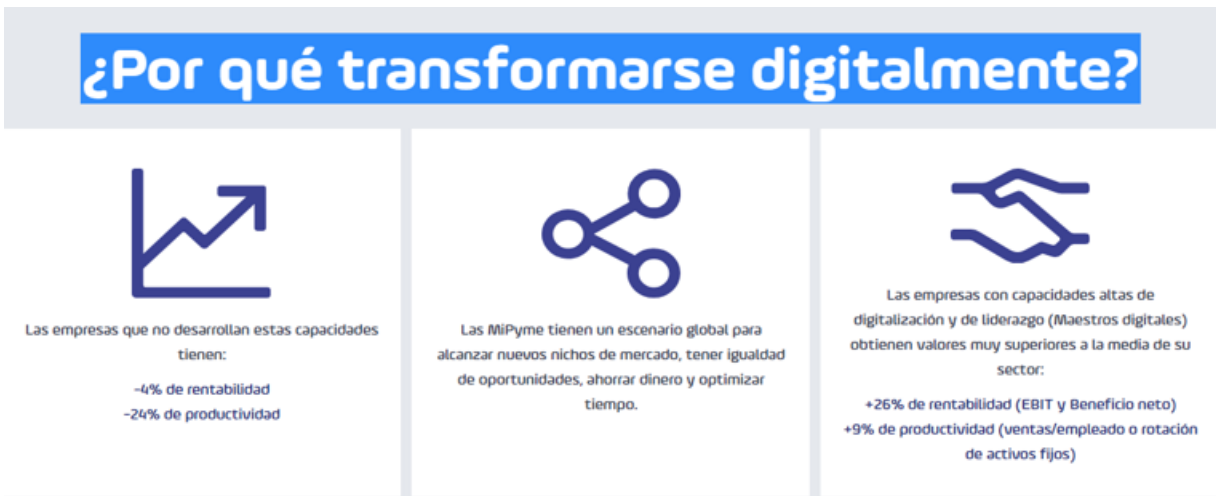 ¿Por qué transformarse digitalmente?
Las empresas que no desarrollan estas capacidades
tienen:
-4% de rentabilidad
-24% de productividad
Las MiPyme tienen un escenario global para
alcanzar nuevos nichos de mercado, tener igualdad
de oportunidades, ahorrar dinero y optimizar
tiempo.
Las empresas con capacidades altas de
digitalización y de liderazgo (Maestros digitales)
obtienen valores muy superiores a la media de su
sector:
+26% de rentabilidad (EBIT y Beneficio neto)
+9% de productividad (ventas/empleado o rotación
de activos fijos)